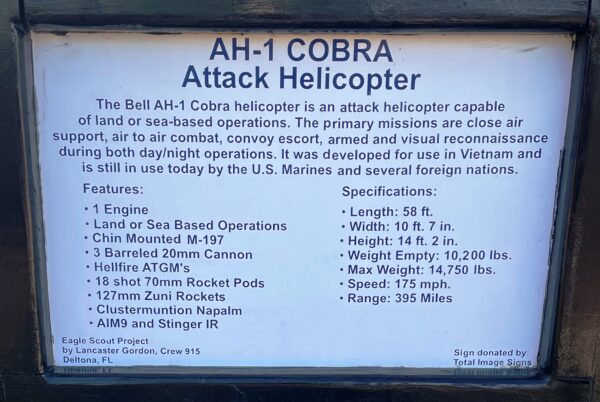 AH-1 COBRA
Attack Helicopter
The Bell AH-1 Cobra helicopter is an attack helicopter capable
of land or sea-based operations. The primary missions are close air
support, air to air combat, convoy escort, armed and visual reconnaissance
during both day/night operations. It was developed for use in Vietnam and
is still in use today by the U.S. Marines and several foreign nations.
Features:
• 1 Engine
• Land or Sea Based Operations
• Chin Mounted M-197
• 3 Barreled 20mm Cannon
• Hellfire ATGM's
• 18 shot 70mm Rocket Pods
• 127mm Zuni Rockets
• Clustermuntion Napalm
• AIM9 and Stinger IR
Specifications:
• Length: 58 ft.
• Width: 10 ft. 7 in.
• Height: 14 ft. 2 in.
• Weight Empty: 10,200 lbs.
• Max Weight: 14,750 lbs.
• Speed: 175 mph.
• Range: 395 Miles
Eagle Scout Project
by Lancaster Gordon, Crew 915
Deltona, FL
Sign donated by:
Total Image Signs